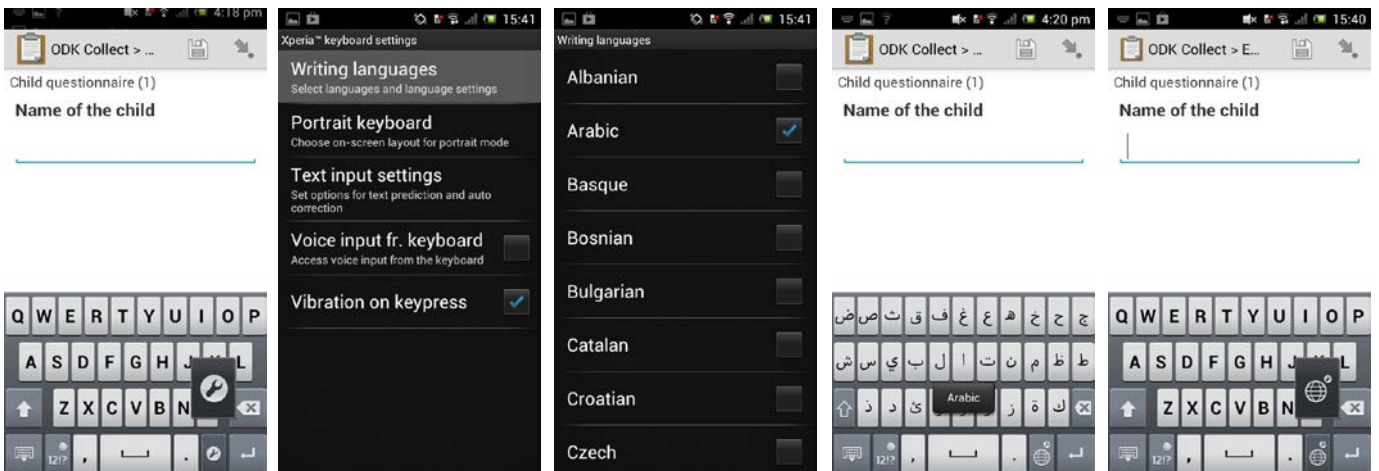 4:18 pm
ODK Collect > ...
Child questionnaire (1)
Name of the child
Q W E R T Y U I O P
A S D F G H J L
Z X C V B N
12!? , .
15:41
Xperia™ keyboard settings
Writing languages
Select languages and language settings
Portrait keyboard
Choose on-screen layout for portrait mode
Text input settings
Set options for text prediction and auto
correction
Voice input fr. keyboard
Access voice input from the keyboard
Vibration on keypress
15:41
Writing languages
Albanian
Arabic
Basque
Bosnian
Bulgarian
Catalan
Croatian
Czech
4:20 pm
ODK Collect > ...
Child questionnaire (1)
Name of the child
ج ح خ ه ع غ ف ق ث ص ض
ط ظ م ن ت ا ل ب ي س ش
ة ز د ذ
Arabic
12!? , .
15:40
ODK Collect > E...
Child questionnaire (1)
Name of the child
Q W E R T Y U I O P
A S D F G H J L
Z X C V B N
12!? , .